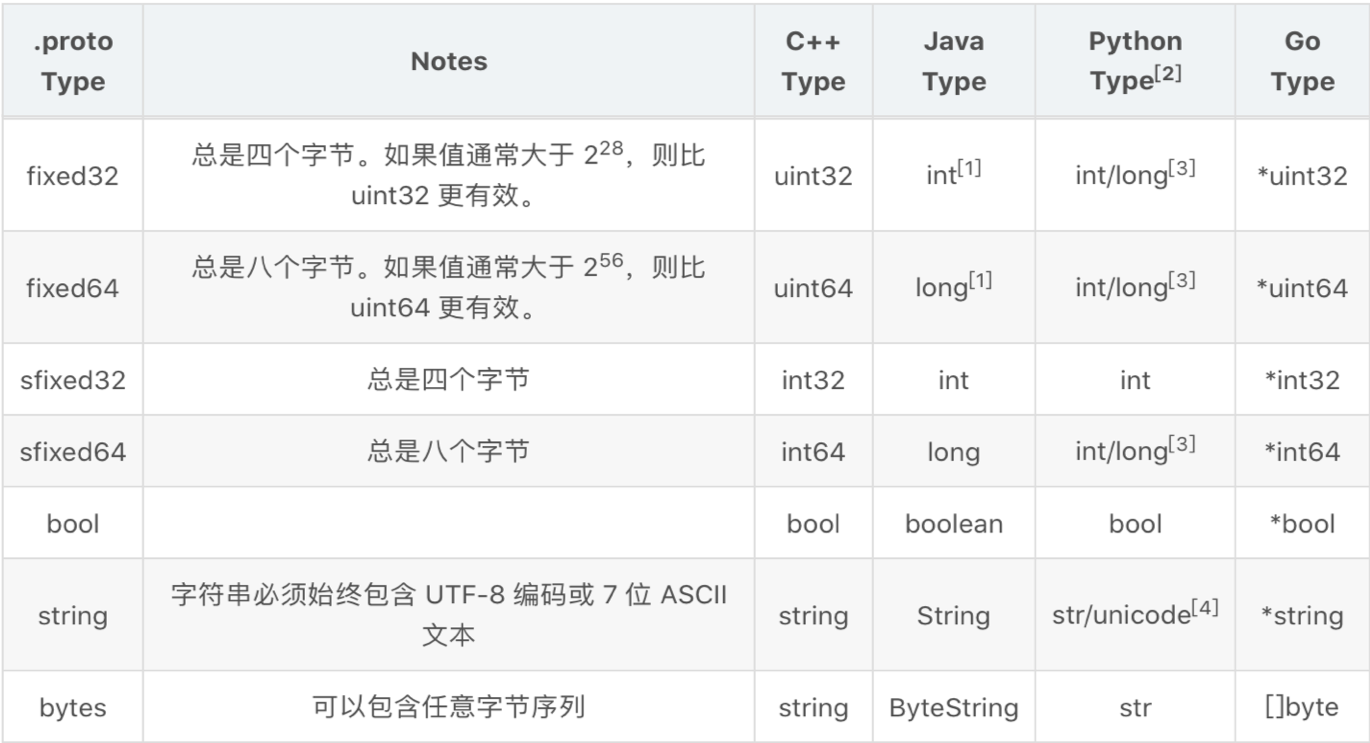 .proto Type Notes C++ Type Java Type Python Type[2] Go Type
fixed32 总是四个字节。如果值通常大于 2^28，则比 uint32 更有效。 uint32 int[1] int/long[3] *uint32
fixed64 总是八个字节。如果值通常大于 2^56，则比 uint64 更有效。 uint64 long[1] int/long[3] *uint64
sfixed32 总是四个字节 int32 int int *int32
sfixed64 总是八个字节 int64 long int/long[3] *int64
bool bool boolean bool *bool
string 字符串必须始终包含 UTF-8 编码或 7 位 ASCII 文本 string String str/unicode[4] *string
bytes 可以包含任意字节序列 string ByteString str []byte